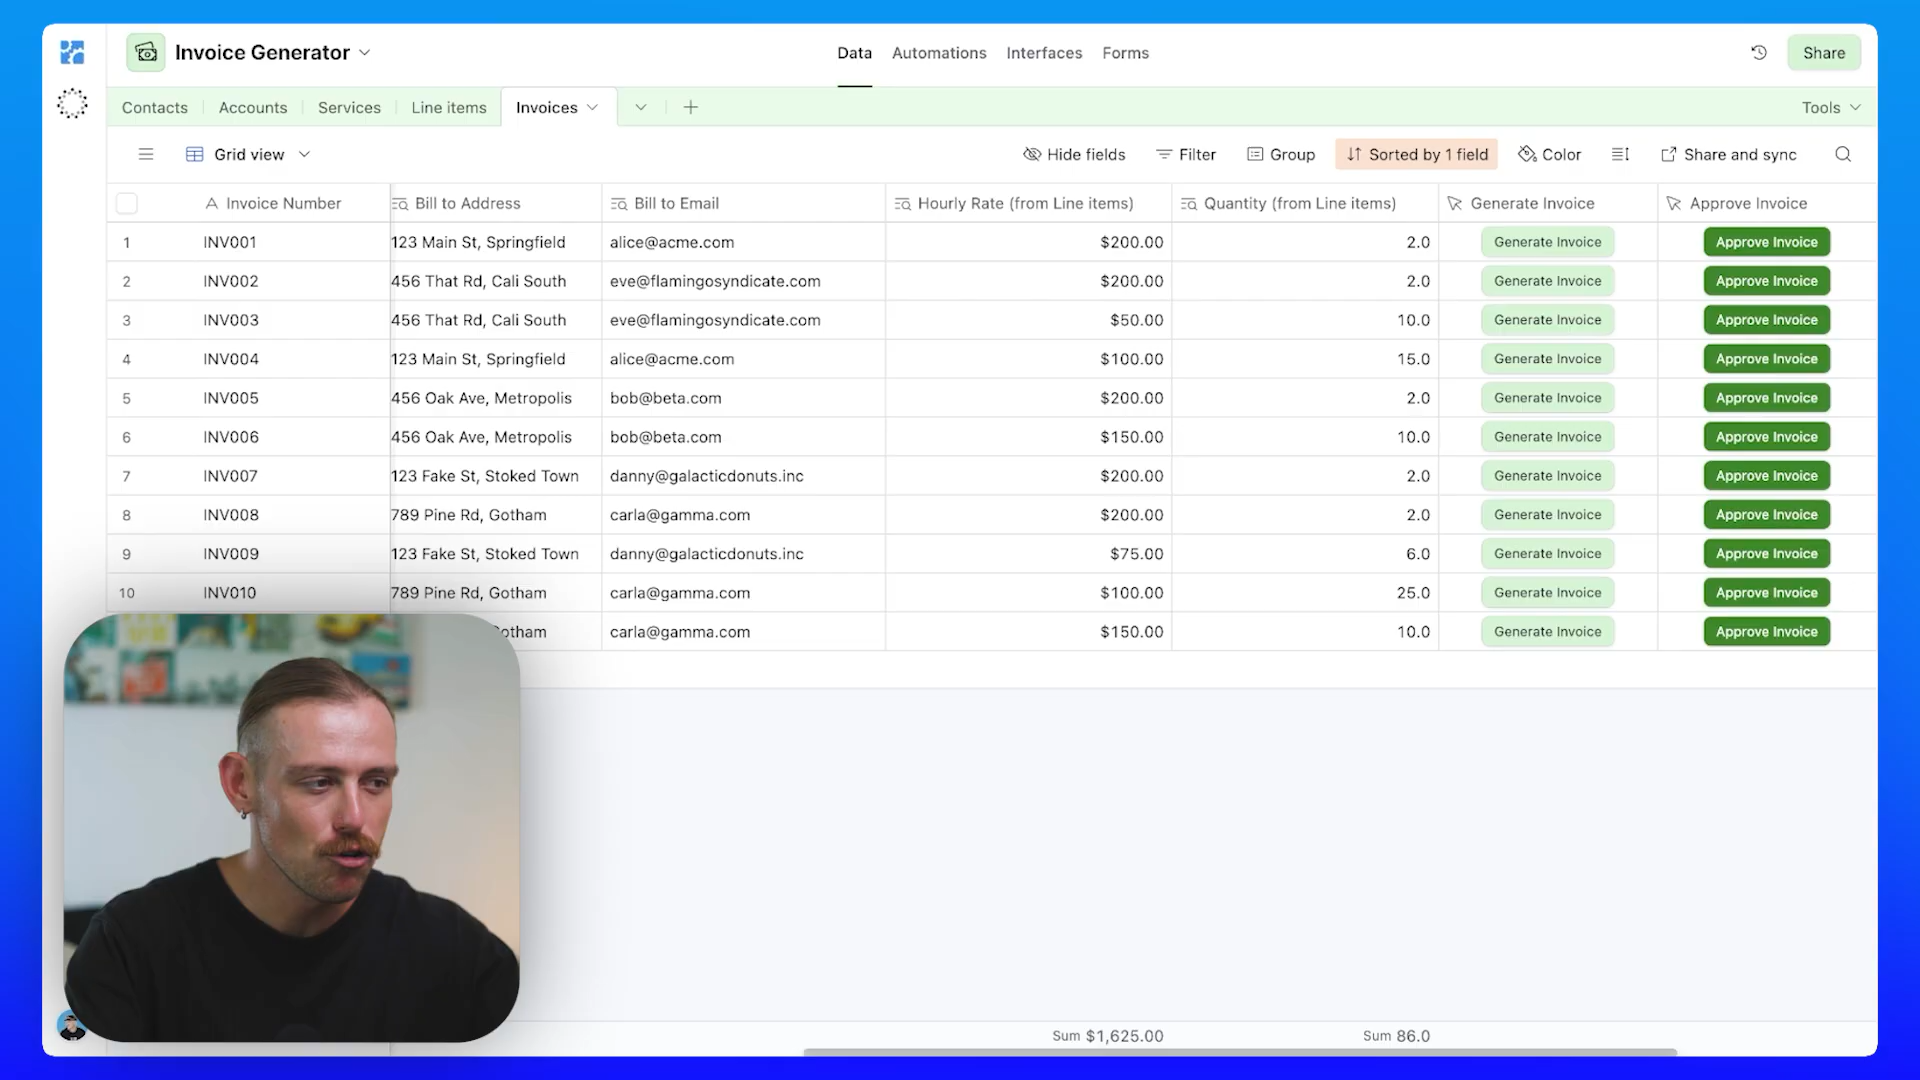 Invoice Generator
Data Automations Interfaces Forms
Share
Contacts Accounts Services Line items Invoices
Tools
Grid view
Hide fields Filter Group Sorted by 1 field Color Share and sync
Invoice Number Bill to Address Bill to Email Hourly Rate (from Line items) Quantity (from Line items) Generate Invoice Approve Invoice
1 INV001 123 Main St, Springfield alice@acme.com $200.00 2.0 Generate Invoice Approve Invoice
2 INV002 456 That Rd, Cali South eve@flamingosyndicate.com $200.00 2.0 Generate Invoice Approve Invoice
3 INV003 456 That Rd, Cali South eve@flamingosyndicate.com $50.00 10.0 Generate Invoice Approve Invoice
4 INV004 123 Main St, Springfield alice@acme.com $100.00 15.0 Generate Invoice Approve Invoice
5 INV005 456 Oak Ave, Metropolis bob@beta.com $200.00 2.0 Generate Invoice Approve Invoice
6 INV006 456 Oak Ave, Metropolis bob@beta.com $150.00 10.0 Generate Invoice Approve Invoice
7 INV007 123 Fake St, Stoked Town danny@galacticdonuts.inc $200.00 2.0 Generate Invoice Approve Invoice
8 INV008 789 Pine Rd, Gotham carla@gamma.com $200.00 2.0 Generate Invoice Approve Invoice
9 INV009 123 Fake St, Stoked Town danny@galacticdonuts.inc $75.00 6.0 Generate Invoice Approve Invoice
10 INV010 789 Pine Rd, Gotham carla@gamma.com $100.00 25.0 Generate Invoice Approve Invoice
otham carla@gamma.com $150.00 10.0 Generate Invoice Approve Invoice
Sum $1,625.00 Sum 86.0